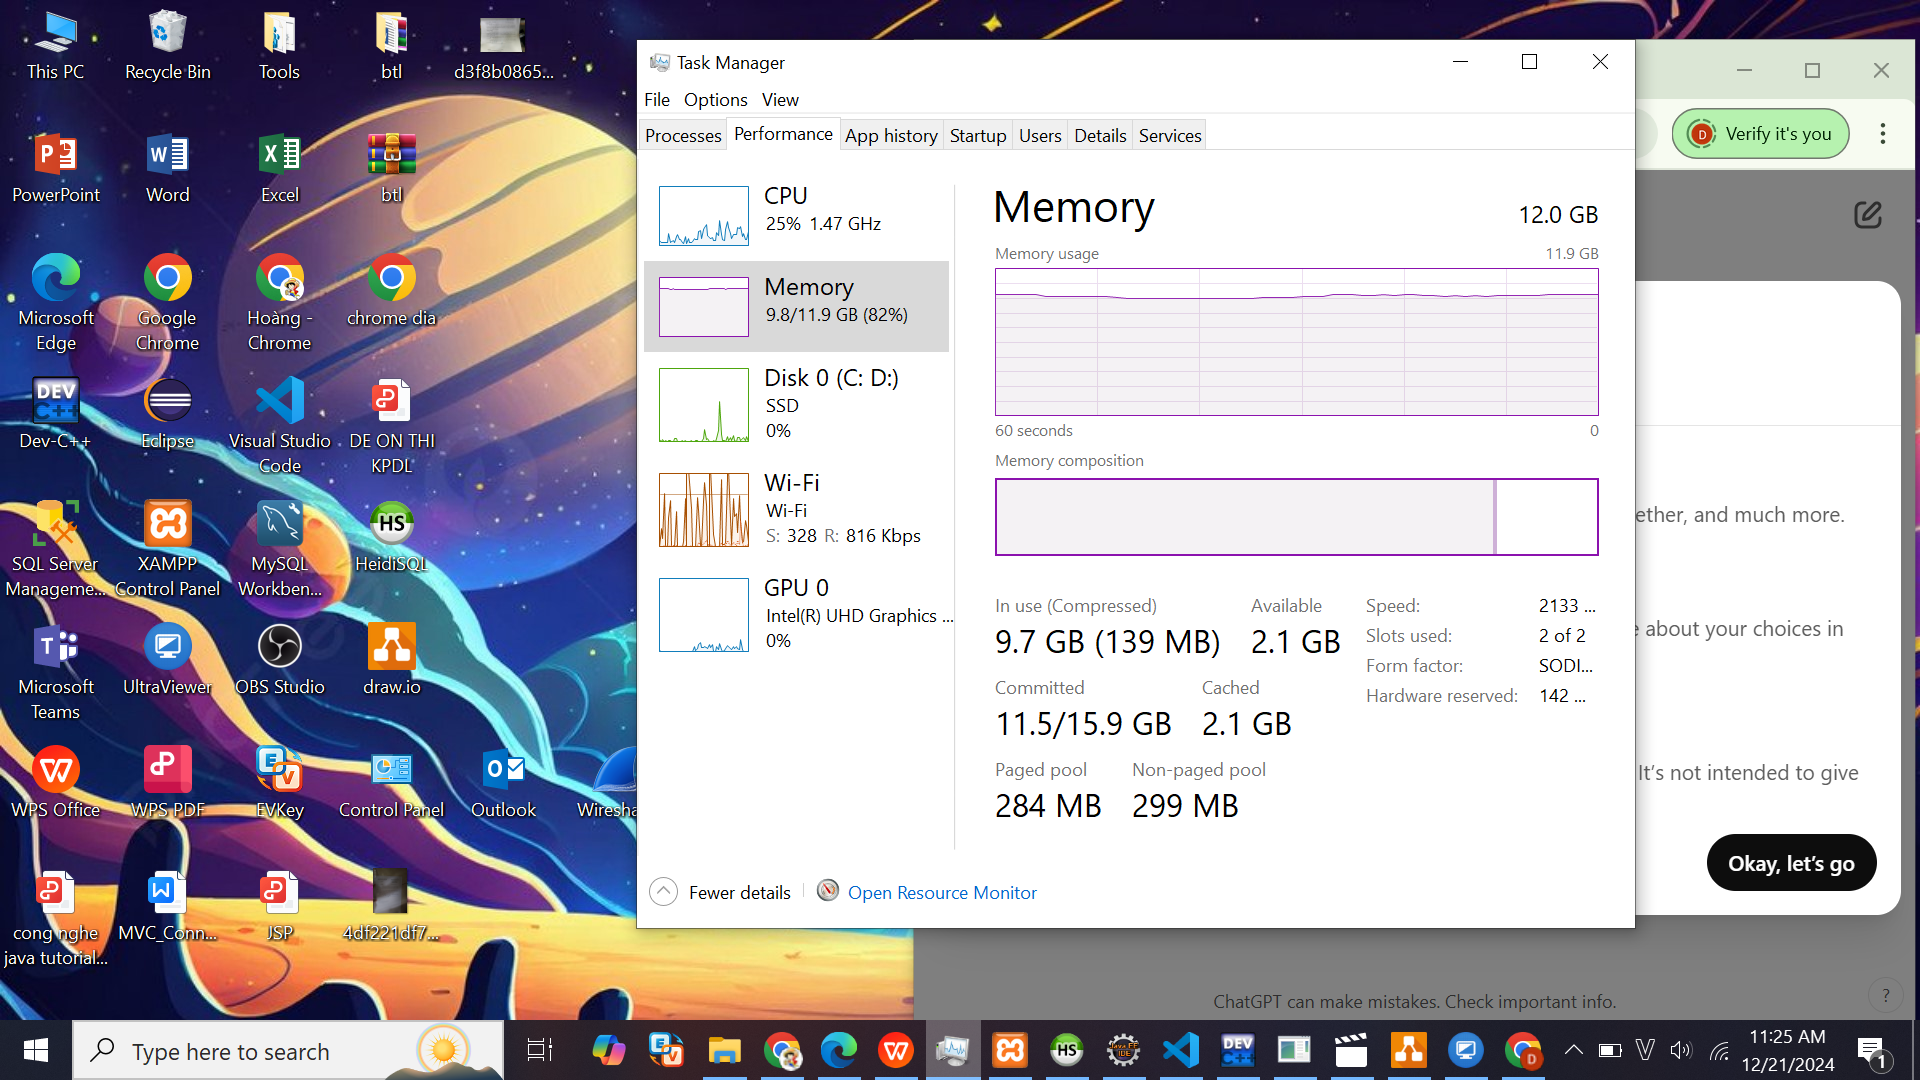 This PC
Recycle Bin
Tools
btl
d3f8b0865...
PowerPoint
Word
Excel
btl
Microsoft
Edge
Google
Chrome
Hoàng -
Chrome
chrome dia
Dev-C++
Eclipse
Visual Studio
Code
DE ON THI
KPDL
SQL Server
Manageme...
XAMPP
Control Panel
MySQL
Workben...
HeidiSQL
Microsoft
Teams
UltraViewer
OBS Studio
draw.io
WPS Office
WPS PDF
EVKey
Control Panel
Outlook
Wiresha
cong nghe
java tutorial...
MVC_Conn...
JSP
4df221df7...
Task Manager
File Options View
Processes Performance App history Startup Users Details Services
CPU
25% 1.47 GHz
Memory
9.8/11.9 GB (82%)
Disk 0 (C: D:)
SSD
0%
Wi-Fi
Wi-Fi
S: 328 R: 816 Kbps
GPU 0
Intel(R) UHD Graphics ...
0%
Memory
12.0 GB
Memory usage
11.9 GB
60 seconds
0
Memory composition
In use (Compressed)
9.7 GB (139 MB)
Available
2.1 GB
Committed
11.5/15.9 GB
Cached
2.1 GB
Paged pool
284 MB
Non-paged pool
299 MB
Speed: 2133 ...
Slots used: 2 of 2
Form factor: SODI...
Hardware reserved: 142 ...
Fewer details
Open Resource Monitor
D Verify it's you
ether, and much more.
e about your choices in
It's not intended to give
Okay, let's go
ChatGPT can make mistakes. Check important info.
?
Type here to search
11:25 AM
12/21/2024
1